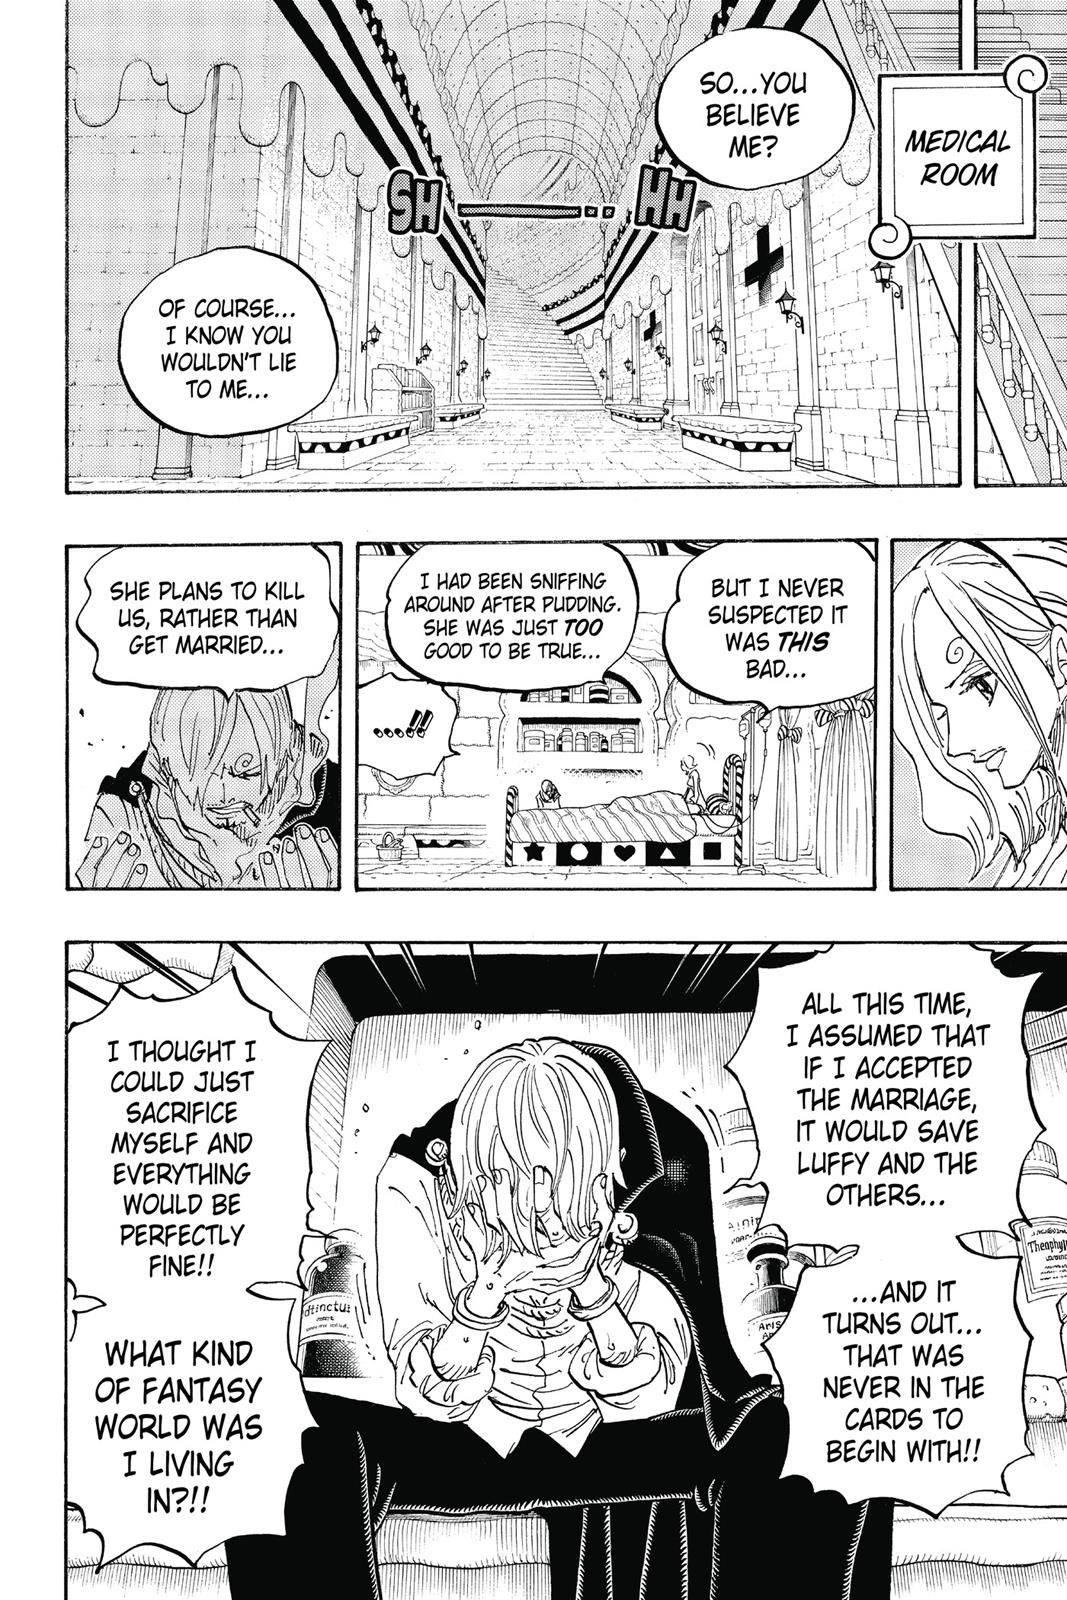 MEDICAL
ROOM
SO...YOU
BELIEVE
ME?
SHHH
OF COURSE...
I KNOW YOU
WOULDN'T LIE
TO ME...
BUT I NEVER
SUSPECTED IT
WAS THIS
BAD...
I HAD BEEN SNIFFING
AROUND AFTER PUDDING.
SHE WAS JUST TOO
GOOD TO BE TRUE...
....!!
SHE PLANS TO KILL
US, RATHER THAN
GET MARRIED...
ALL THIS TIME,
I ASSUMED THAT
IF I ACCEPTED
THE MARRIAGE,
IT WOULD SAVE
LUFFY AND THE
OTHERS...
...AND IT
TURNS OUT...
THAT WAS
NEVER IN THE
CARDS TO
BEGIN WITH!!
I THOUGHT I
COULD JUST
SACRIFICE
MYSELF AND
EVERYTHING
WOULD BE
PERFECTLY
FINE!!
WHAT KIND
OF FANTASY
WORLD WAS
I LIVING
IN?!!
Theophy